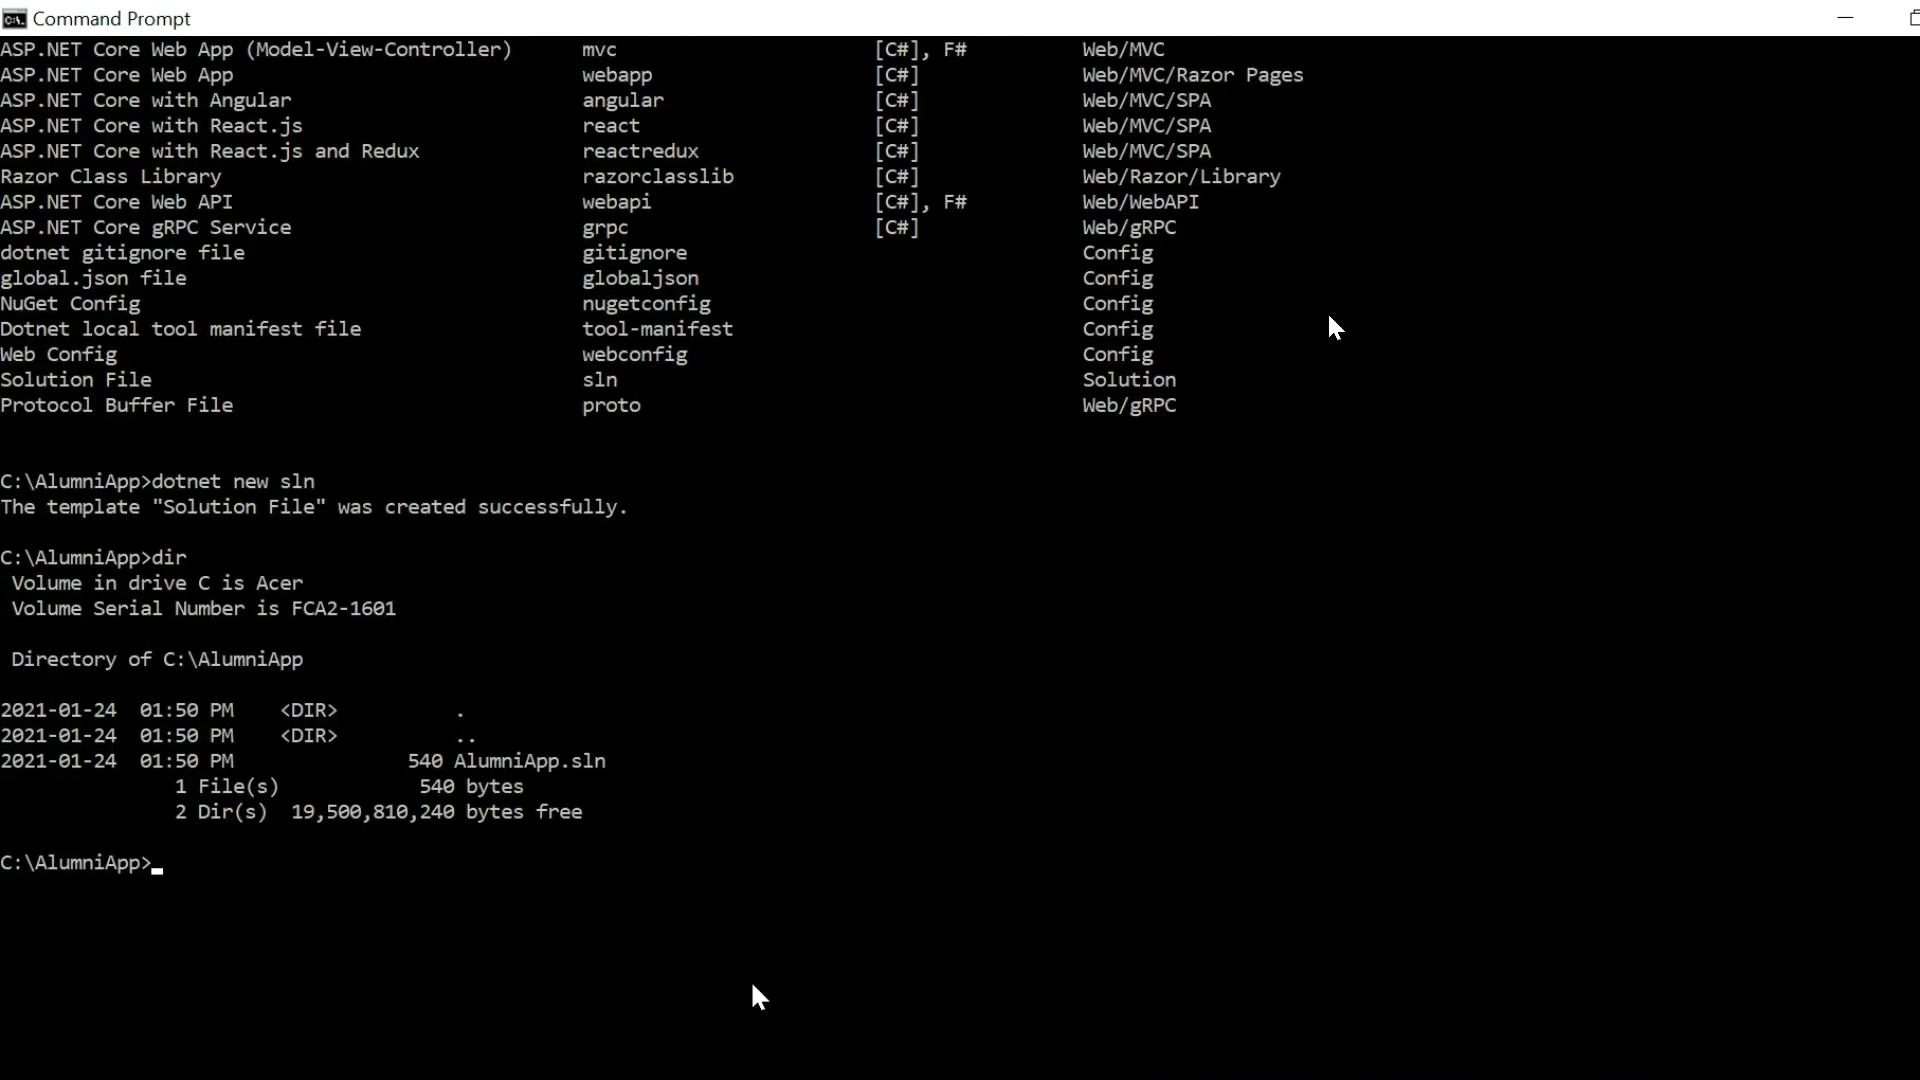 Command Prompt
ASP.NET Core Web App (Model-View-Controller) mvc [C#], F# Web/MVC
ASP.NET Core Web App webapp [C#] Web/MVC/Razor Pages
ASP.NET Core with Angular angular [C#] Web/MVC/SPA
ASP.NET Core with React.js react [C#] Web/MVC/SPA
ASP.NET Core with React.js and Redux reactredux [C#] Web/MVC/SPA
Razor Class Library razorclasslib [C#] Web/Razor/Library
ASP.NET Core Web API webapi [C#], F# Web/WebAPI
ASP.NET Core gRPC Service grpc [C#] Web/gRPC
dotnet gitignore file gitignore Config
global.json file globaljson Config
NuGet Config nugetconfig Config
Dotnet local tool manifest file tool-manifest Config
Web Config webconfig Config
Solution File sln Solution
Protocol Buffer File proto Web/gRPC
C:\AlumniApp>dotnet new sln
The template "Solution File" was created successfully.
C:\AlumniApp>dir
Volume in drive C is Acer
Volume Serial Number is FCA2-1601
Directory of C:\AlumniApp
2021-01-24 01:50 PM <DIR> .
2021-01-24 01:50 PM <DIR> ..
2021-01-24 01:50 PM 540 AlumniApp.sln
1 File(s) 540 bytes
2 Dir(s) 19,500,810,240 bytes free
C:\AlumniApp>